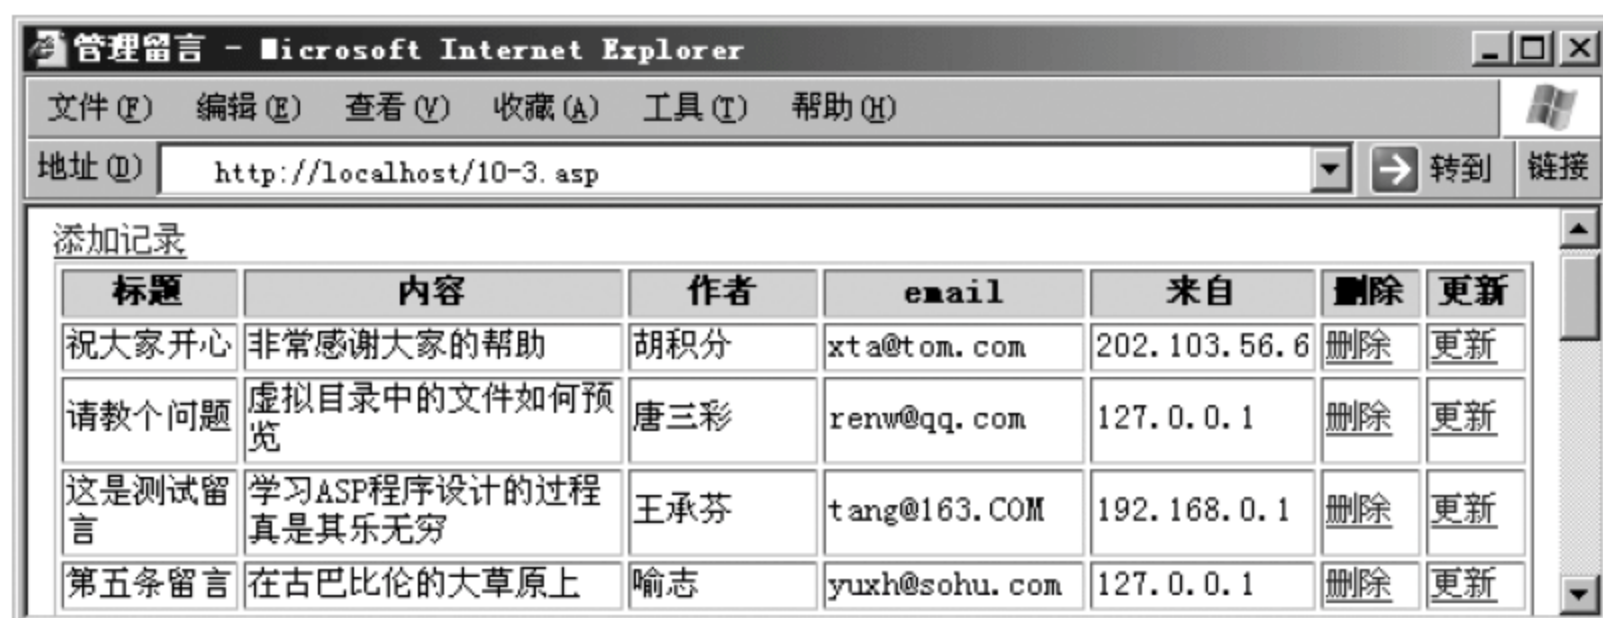 管理留言 - Microsoft Internet Explorer
文件(F) 编辑(E) 查看(V) 收藏(A) 工具(T) 帮助(H)
地址(D) http://localhost/10-3.asp 转到 链接
添加记录
标题 内容 作者 email 来自 删除 更新
祝大家开心 非常感谢大家的帮助 胡积分 xta@tom.com 202.103.56.6 删除 更新
请教个问题 虚拟目录中的文件如何预
览 唐三彩 renw@qq.com 127.0.0.1 删除 更新
这是测试留
言 学习ASP程序设计的过程
真是其乐无穷 王承芬 tang@163.COM 192.168.0.1 删除 更新
第五条留言 在古巴比伦的大草原上 喻志 yuxh@sohu.com 127.0.0.1 删除 更新